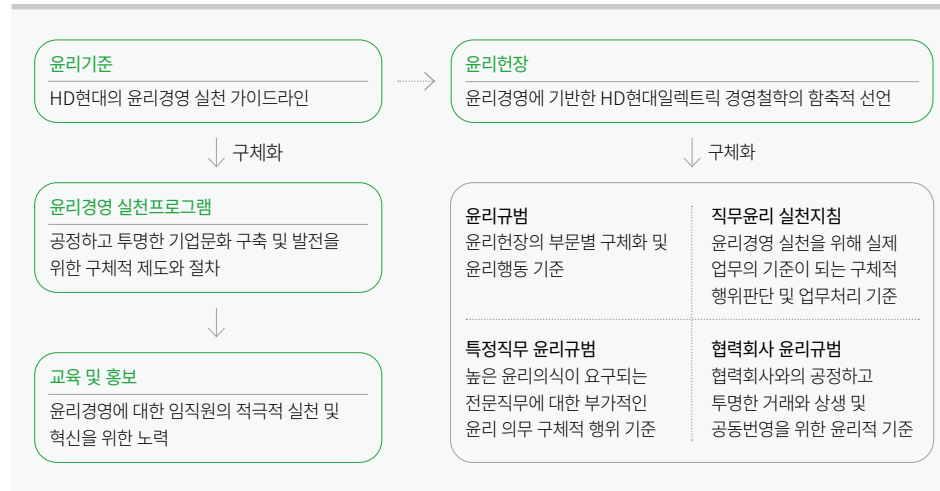 윤리기준
HD현대의 윤리경영 실천 가이드라인
윤리헌장
윤리경영에 기반한 HD현대일렉트릭 경영철학의 함축적 선언
구체화
구체화
윤리경영 실천프로그램
공정하고 투명한 기업문화 구축 및 발전을
위한 구체적 제도와 절차
교육 및 홍보
윤리경영에 대한 임직원의 적극적 실천 및
혁신을 위한 노력
윤리규범
윤리헌장의 부문별 구체화 및
윤리행동 기준
직무윤리 실천지침
윤리경영 실천을 위해 실제
업무의 기준이 되는 구체적
행위판단 및 업무처리 기준
특정직무 윤리규범
높은 윤리의식이 요구되는
전문직무에 대한 부가적인
윤리 의무 구체적 행위 기준
협력회사 윤리규범
협력회사와의 공정하고
투명한 거래와 상생 및
공동번영을 위한 윤리적 기준